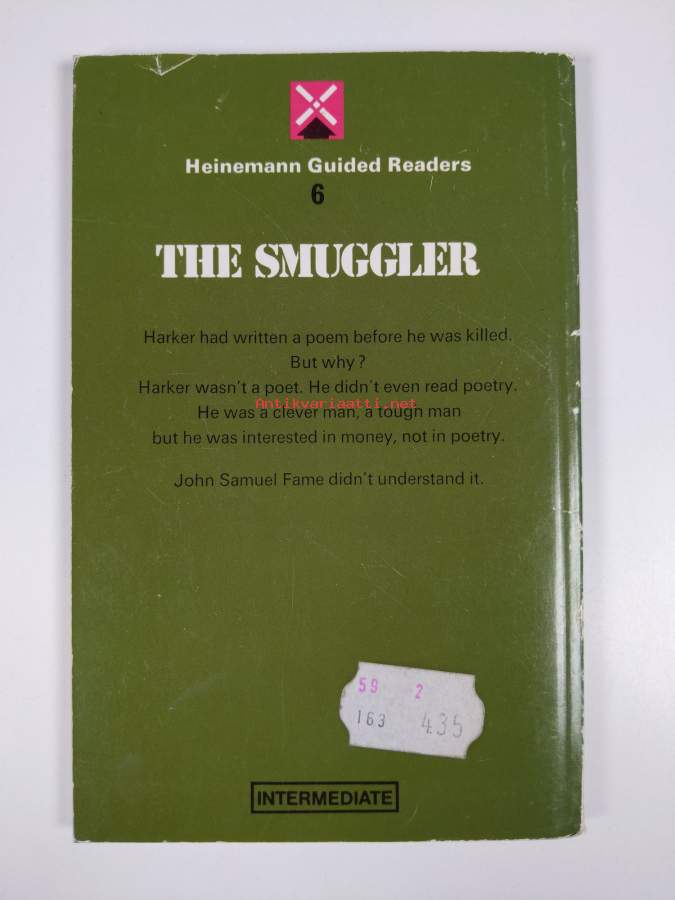 Heinemann Guided Readers
6
THE SMUGGLER
Harker had written a poem before he was killed.
But why?
Harker wasn't a poet. He didn't even read poetry.
Antikvariaatti.net
He was a clever man, a tough man
but he was interested in money, not in poetry.
John Samuel Fame didn't understand it.
59 2
163 435
INTERMEDIATE